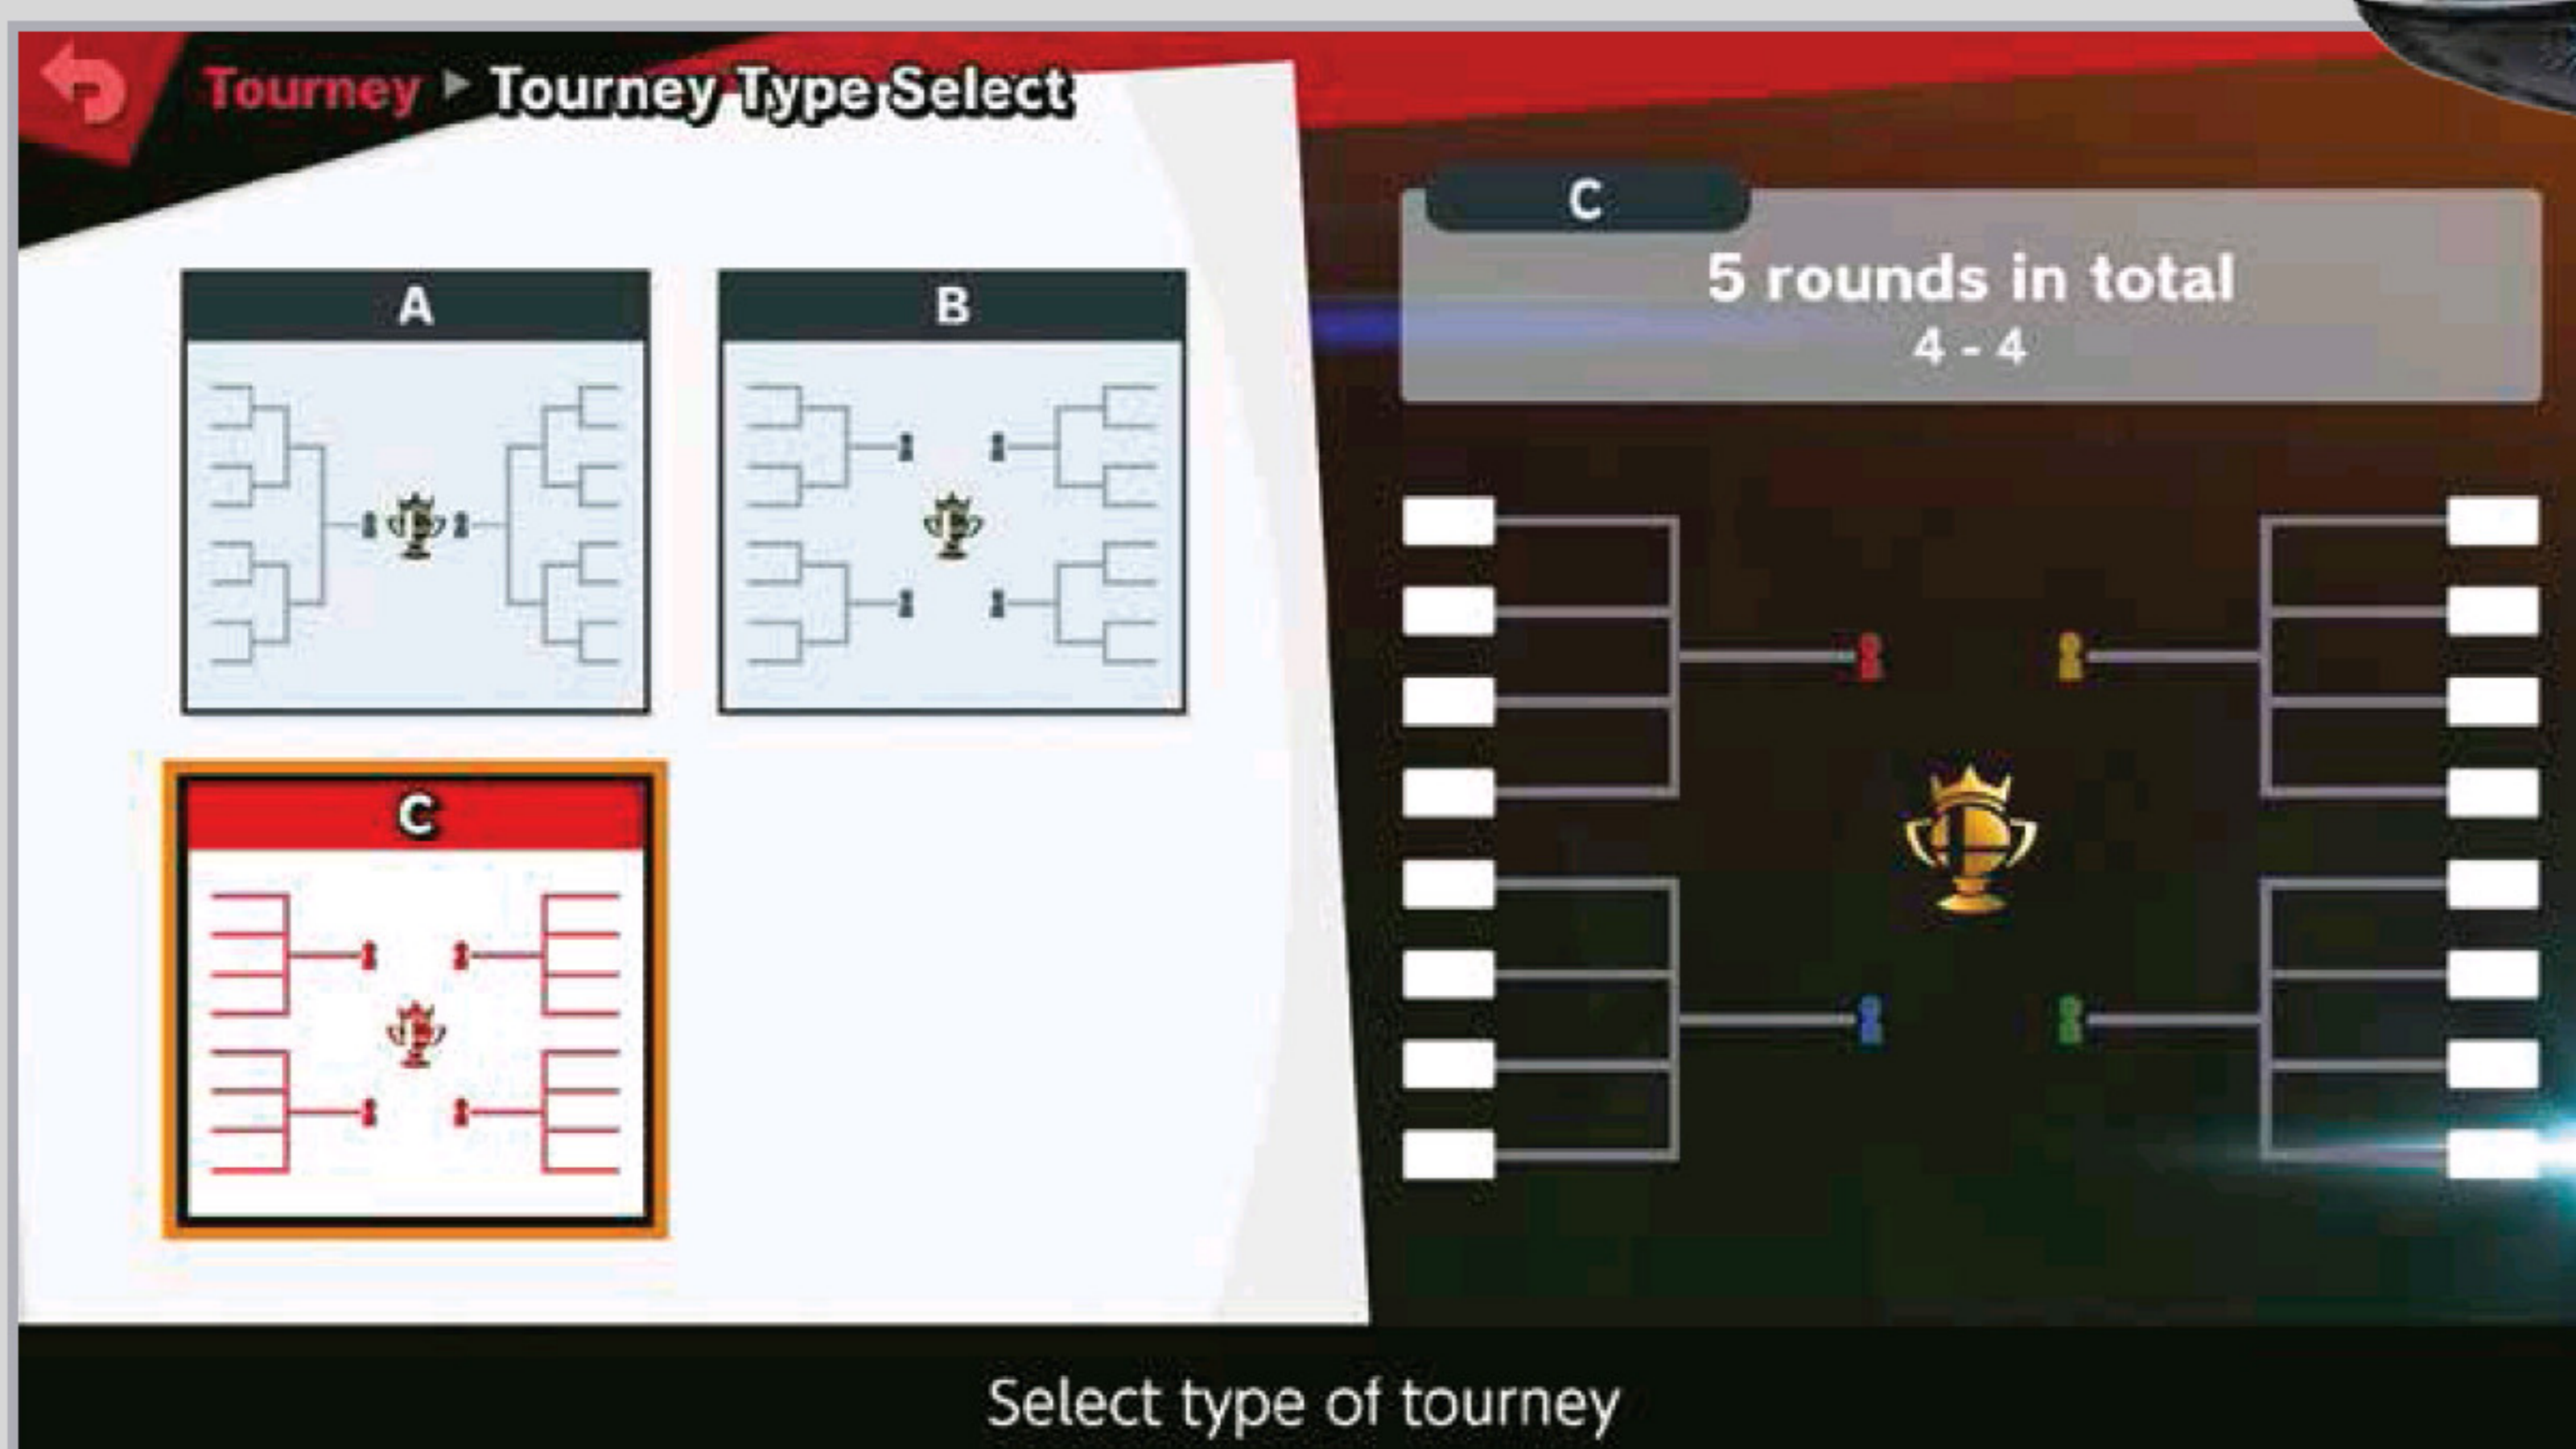 Tourney ▶ Tourney Type Select
A
B
C
C
5 rounds in total
4 - 4
Select type of tourney